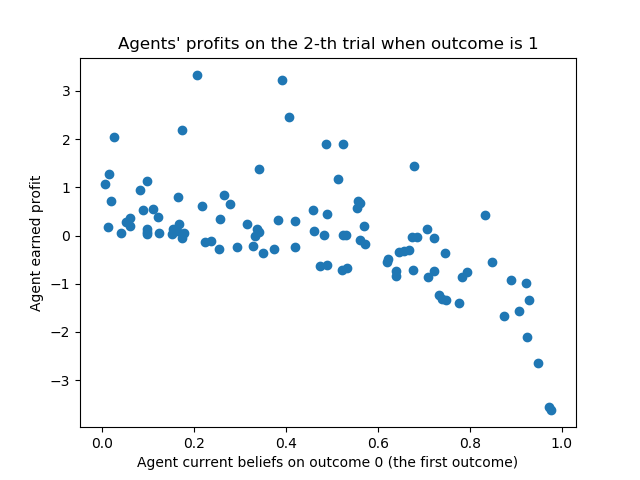 Agents' profits on the 2-th trial when outcome is 1
Agent earned profit
3
2
1
0
−1
−2
−3
0.0 0.2 0.4 0.6 0.8 1.0
Agent current beliefs on outcome 0 (the first outcome)